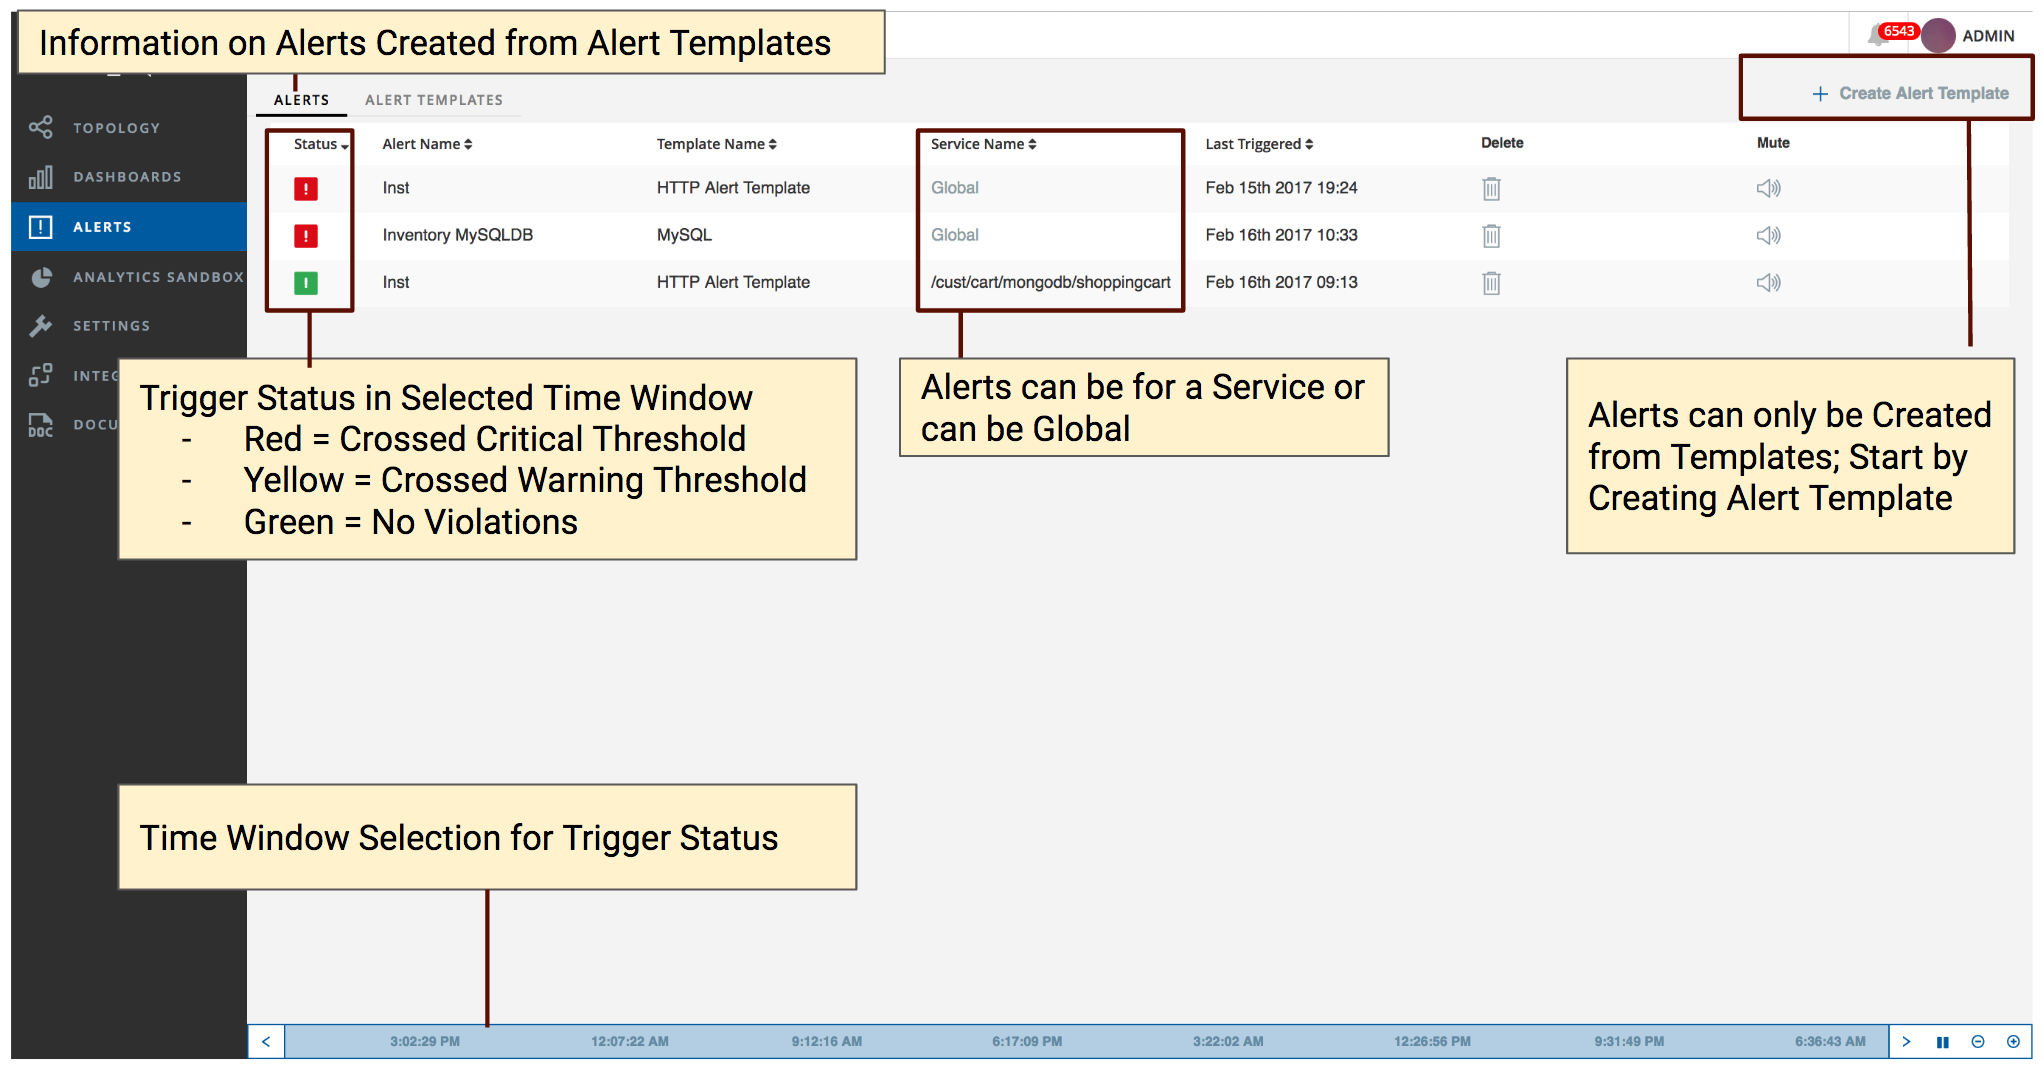 Information on Alerts Created from Alert Templates
6543
ADMIN
ALERTS
ALERT TEMPLATES
+ Create Alert Template
TOPOLOGY
DASHBOARDS
ALERTS
ANALYTICS SANDBOX
SETTINGS
INTEG
DOC
DOCU
Status Alert Name Template Name Service Name Last Triggered Delete Mute
! Inst HTTP Alert Template Global Feb 15th 2017 19:24
! Inventory MySQLDB MySQL Global Feb 16th 2017 10:33
! Inst HTTP Alert Template /cust/cart/mongodb/shoppingcart Feb 16th 2017 09:13
Trigger Status in Selected Time Window
- Red = Crossed Critical Threshold
- Yellow = Crossed Warning Threshold
- Green = No Violations
Alerts can be for a Service or
can be Global
Alerts can only be Created
from Templates; Start by
Creating Alert Template
Time Window Selection for Trigger Status
< 3:02:29 PM 12:07:22 AM 9:12:16 AM 6:17:09 PM 3:22:02 AM 12:26:56 PM 9:31:49 PM 6:36:43 AM >